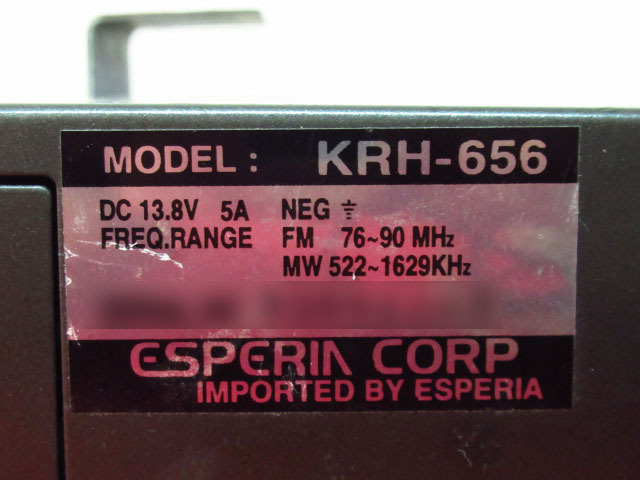 MODEL : KRH-656
DC 13.8V 5A NEG ⏚
FREQ.RANGE FM 76~90 MHz
MW 522~1629KHz
ESPERIA CORP
IMPORTED BY ESPERIA